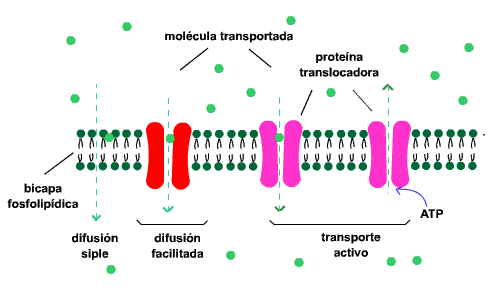 molécula transportada
proteína
translocadora
bicapa
fosfolipídica
ATP
difusión
siple
difusión
facilitada
transporte
activo